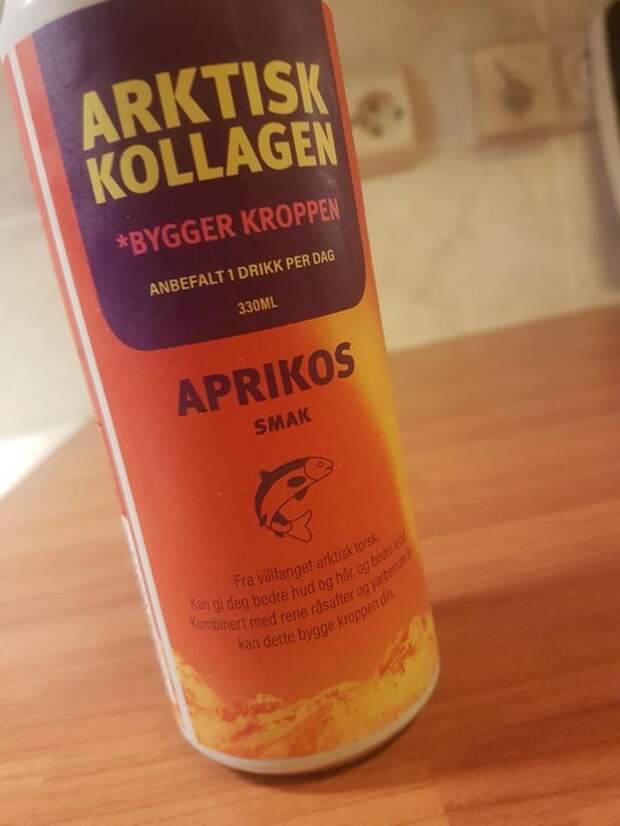 ARKTISK
KOLLAGEN
*BYGGER KROPPEN
ANBEFALT 1 DRIKK PER DAG
330ML
APRIKOS
SMAK
Fra villfanget arktisk torsk.
Kan gi deg bedre hud og hår, og bedre
Kombinert med rene råsafter og
kan dette bygge kroppen din.